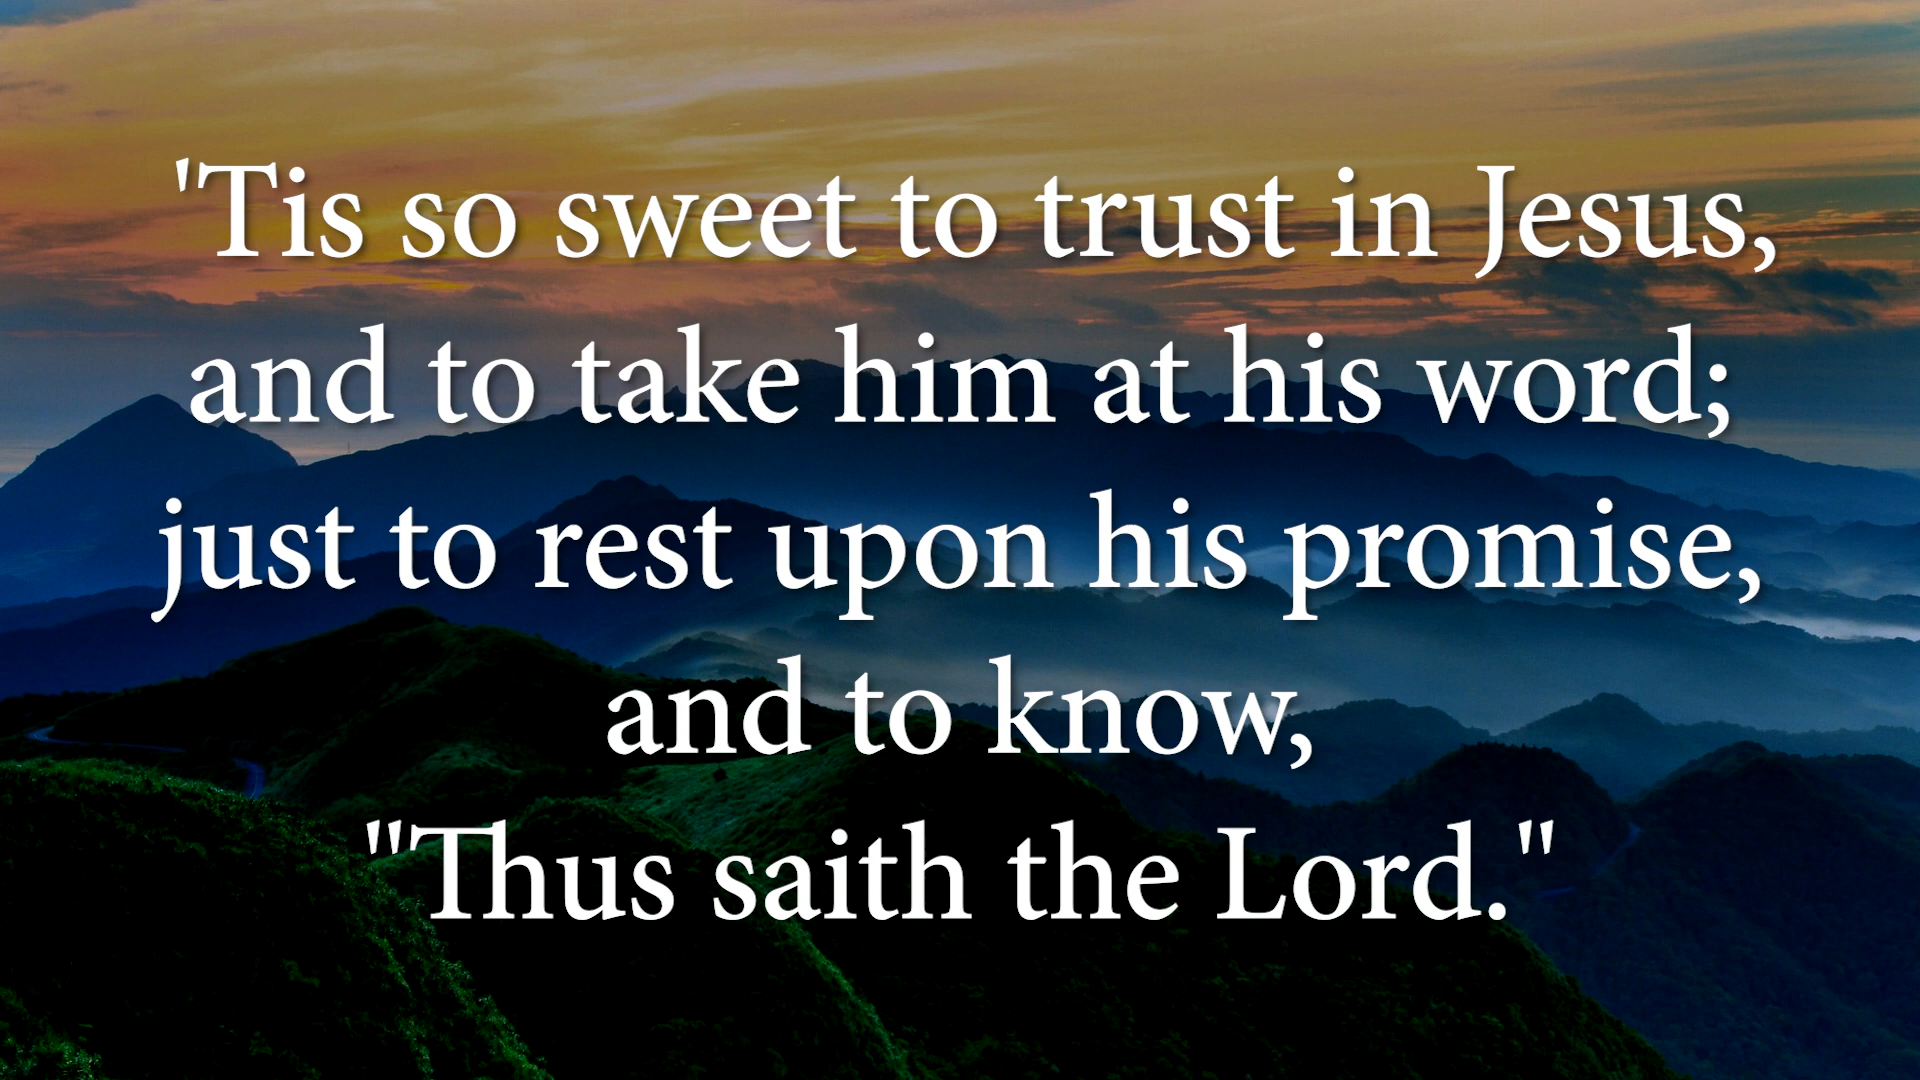 'Tis so sweet to trust in Jesus,
and to take him at his word;
just to rest upon his promise,
and to know,
"Thus saith the Lord."